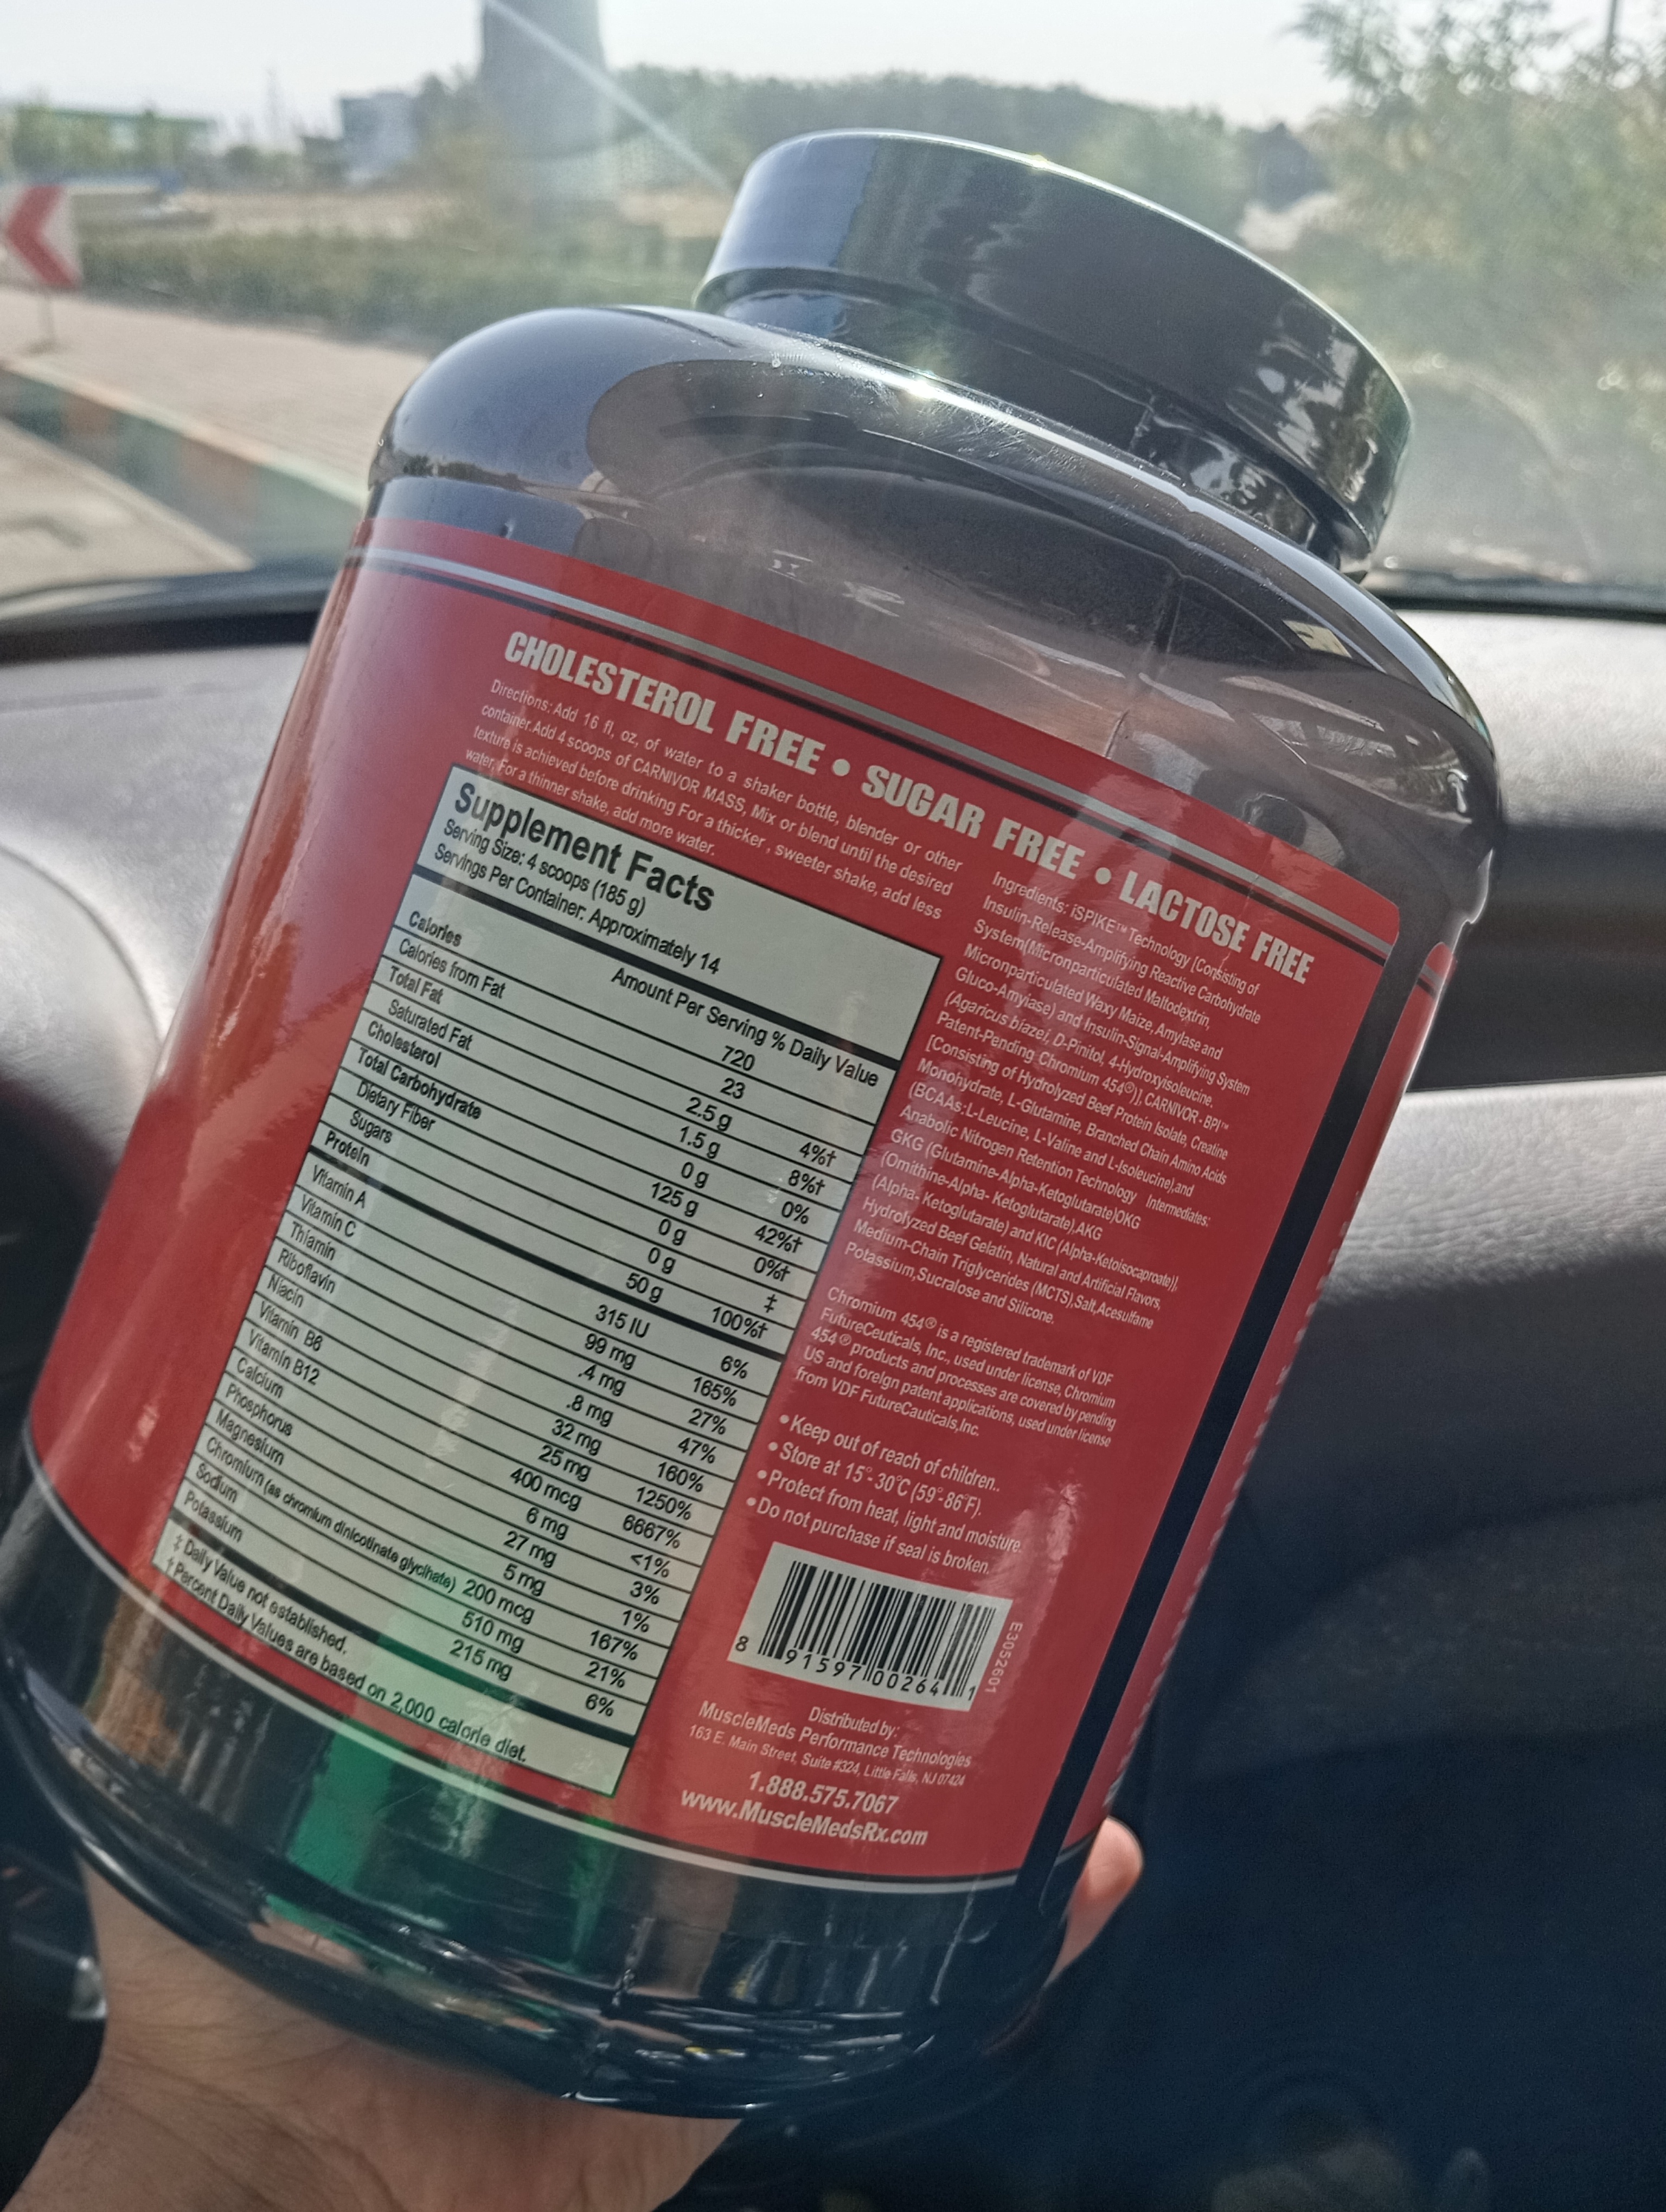 CHOLESTEROL FREE • SUGAR FREE • LACTOSE FREE
Directions: Add 16 fl, oz, of water to a shaker bottle, blender or other
container.Add 4 scoops of CARNIVOR MASS, Mix or blend until the desired
texture is achieved before drinking For a thicker , sweeter shake, add less
water, For a thinner shake, add more water.
Supplement Facts
Serving Size: 4 scoops (185 g)
Servings Per Container: Approximately 14
Amount Per Serving % Daily Value
Calories 720
Calories from Fat 23
Total Fat 2.5 g 4%†
Saturated Fat 1.5 g 8%†
Cholesterol 0 g 0%
Total Carbohydrate 125 g 42%†
Dietary Fiber 0 g 0%†
Sugars 0 g ‡
Protein 50 g 100%†
Vitamin A 315 IU 6%
Vitamin C 99 mg 165%
Thiamin .4 mg 27%
Riboflavin .8 mg 47%
Niacin 32 mg 160%
Vitamin B6 25 mg 1250%
Vitamin B12 400 mcg 6667%
Calcium 6 mg <1%
Phosphorus 27 mg 3%
Magnesium 5 mg 1%
Chromium (as chromium dinicotinate glycinate) 200 mcg 167%
Sodium 510 mg 21%
Potassium 215 mg 6%
‡ Daily Value not established.
† Percent Daily Values are based on 2,000 calorie diet.
Ingredients: iSPIKE™ Technology [Consisting of
Insulin-Release-Amplifying Reactive Carbohydrate
System(Micronparticulated Maltodextrin,
Micronparticulated Waxy Maize, Amylase and
Gluco-Amylase) and Insulin-Signal-Amplifying System
(Agaricus blazei, D-Pinitol, 4-Hydroxyisoleucine.
Patent-Pending Chromium 454®)], CARNIVOR-BPI™
[Consisting of Hydrolyzed Beef Protein Isolate, Creatine
Monohydrate, L-Glutamine, Branched Chain Amino Acids
(BCAAs:L-Leucine, L-Valine and L-Isoleucine),and
Anabolic Nitrogen Retention Technology Intermediates:
GKG (Glutamine-Alpha-Ketoglutarate)OKG
(Ornithine-Alpha- Ketoglutarate),AKG
(Alpha- Ketoglutarate) and KIC (Alpha-Ketoisocaproate)],
Hydrolyzed Beef Gelatin, Natural and Artificial Flavors,
Medium-Chain Triglycerides (MCTS),Salt,Acesulfame
Potassium,Sucralose and Silicone.
Chromium 454® is a registered trademark of VDF
FutureCeuticals, Inc., used under license, Chromium
454® products and processes are covered by pending
US and foreign patent applications, used under license
from VDF FutureCauticals,Inc.
• Keep out of reach of children..
• Store at 15°-30°C (59°-86°F).
• Protect from heat, light and moisture.
• Do not purchase if seal is broken.
8 91597 00264 1
E3052601
Distributed by:
MuscleMeds Performance Technologies
163 E. Main Street, Suite #324, Little Falls, NJ 07424
1.888.575.7067
www.MuscleMedsRx.com